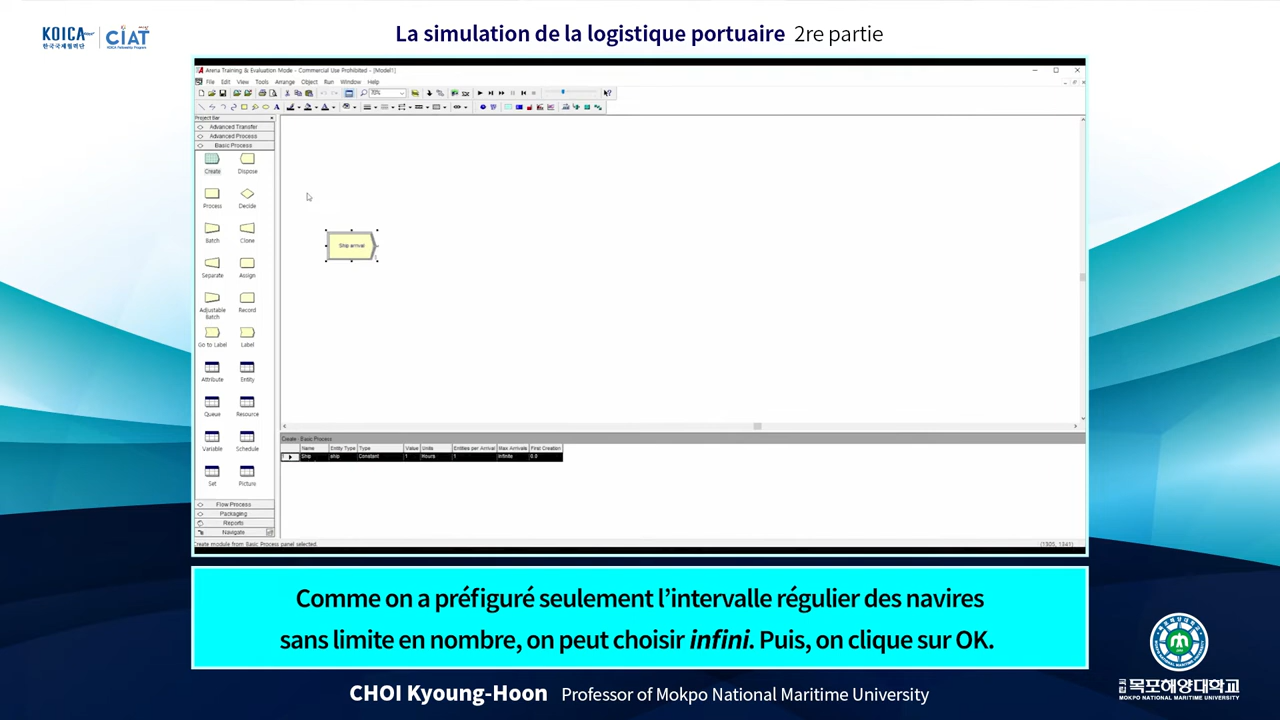 KOICA
한국국제협력단
CIAT
KOICA Fellowship Program
La simulation de la logistique portuaire 2re partie
Arena Training & Evaluation Mode - Commercial Use Prohibited - [Model1]
File Edit View Tools Arrange Object Run Window Help
Project Bar
Advanced Transfer
Advanced Process
Basic Process
Create Dispose
Process Decide
Batch Clone
Separate Assign
Adjustable Batch Record
Go to Label Label
Attribute Entity
Queue Resource
Variable Schedule
Set Picture
Flow Process
Packaging
Reports
Navigate
Ship arrival
Create - Basic Process
Name Entity Type Type Value Units Entities per Arrival Max Arrivals First Creation
1 Ship ship Constant 1 Hours 1 Infinite 0.0
Create module from Basic Process panel selected.
(1305, 1341)
Comme on a préfiguré seulement l’intervalle régulier des navires
sans limite en nombre, on peut choisir infini. Puis, on clique sur OK.
CHOI Kyoung-Hoon Professor of Mokpo National Maritime University
국립 목포해양대학교
MOKPO NATIONAL MARITIME UNIVERSITY